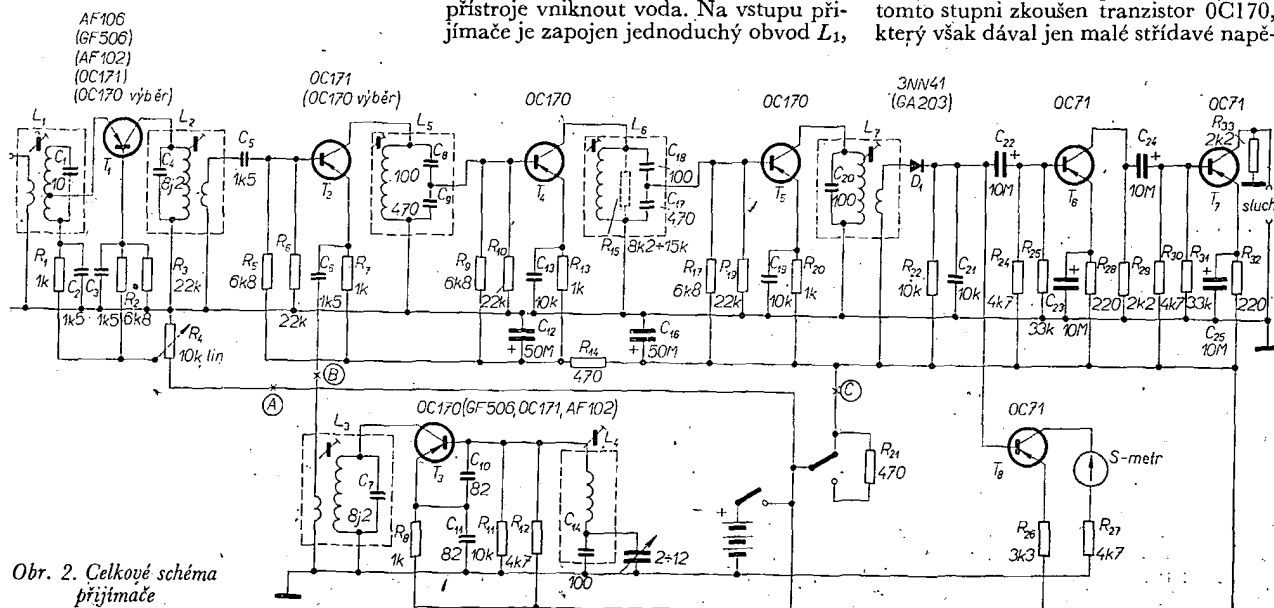 přístroje vniknout voda. Na vstupu při-
jímače je zapojen jednoduchý obvod L₁,
tomto stupni zkoušen tranzistor 0C170,
který však dával jen malé střídavé napě-
AF106
(GF506)
(AF102)
(0C171)
(0C170 výběr)
0C171
(0C170 výběr)
0C170
0C170
3NN41
(GA203)
0C71
0C71
R₃₃
2k2
sluch
L₁
C₁
10
T₁
L₂
C₄
8j2
C₅
1k5
T₂
L₅
C₈
100
C₉
470
T₄
L₆
C₁₈
100
C₁₇
470
R₁₅
8k2÷15k
T₅
L₇
C₂₀
100
D₁
C₂₂
10M
T₆
C₂₄
10M
T₇
R₁
1k
C₂
1k5
C₃
1k5
R₂
6k8
R₃
22k
R₅
6k8
R₆
22k
C₆
1k5
R₇
1k
R₉
6k8
R₁₀
22k
C₁₃
10k
R₁₃
1k
R₁₇
6k8
R₁₉
22k
C₁₉
10k
R₂₀
1k
R₂₂
10k
C₂₁
10k
R₂₄
4k7
R₂₅
33k
C₂₃
10M
R₂₈
220
R₂₉
2k2
R₃₀
4k7
R₃₁
33k
C₂₅
10M
R₃₂
220
R₄
10k lin
C₁₂
50M
R₁₄
470
C₁₆
50M
A
B
C
0C170 (GF506, 0C171, AF102)
L₃
C₇
8j2
T₃
R₈
1k
C₁₀
82
C₁₁
82
R₁₁
10k
R₁₂
4k7
L₄
C₁₄
100
2÷12
R₂₁
470
0C71
T₈
S-metr
R₂₆
3k3
R₂₇
4k7
Obr. 2. Celkové schéma
přijímače